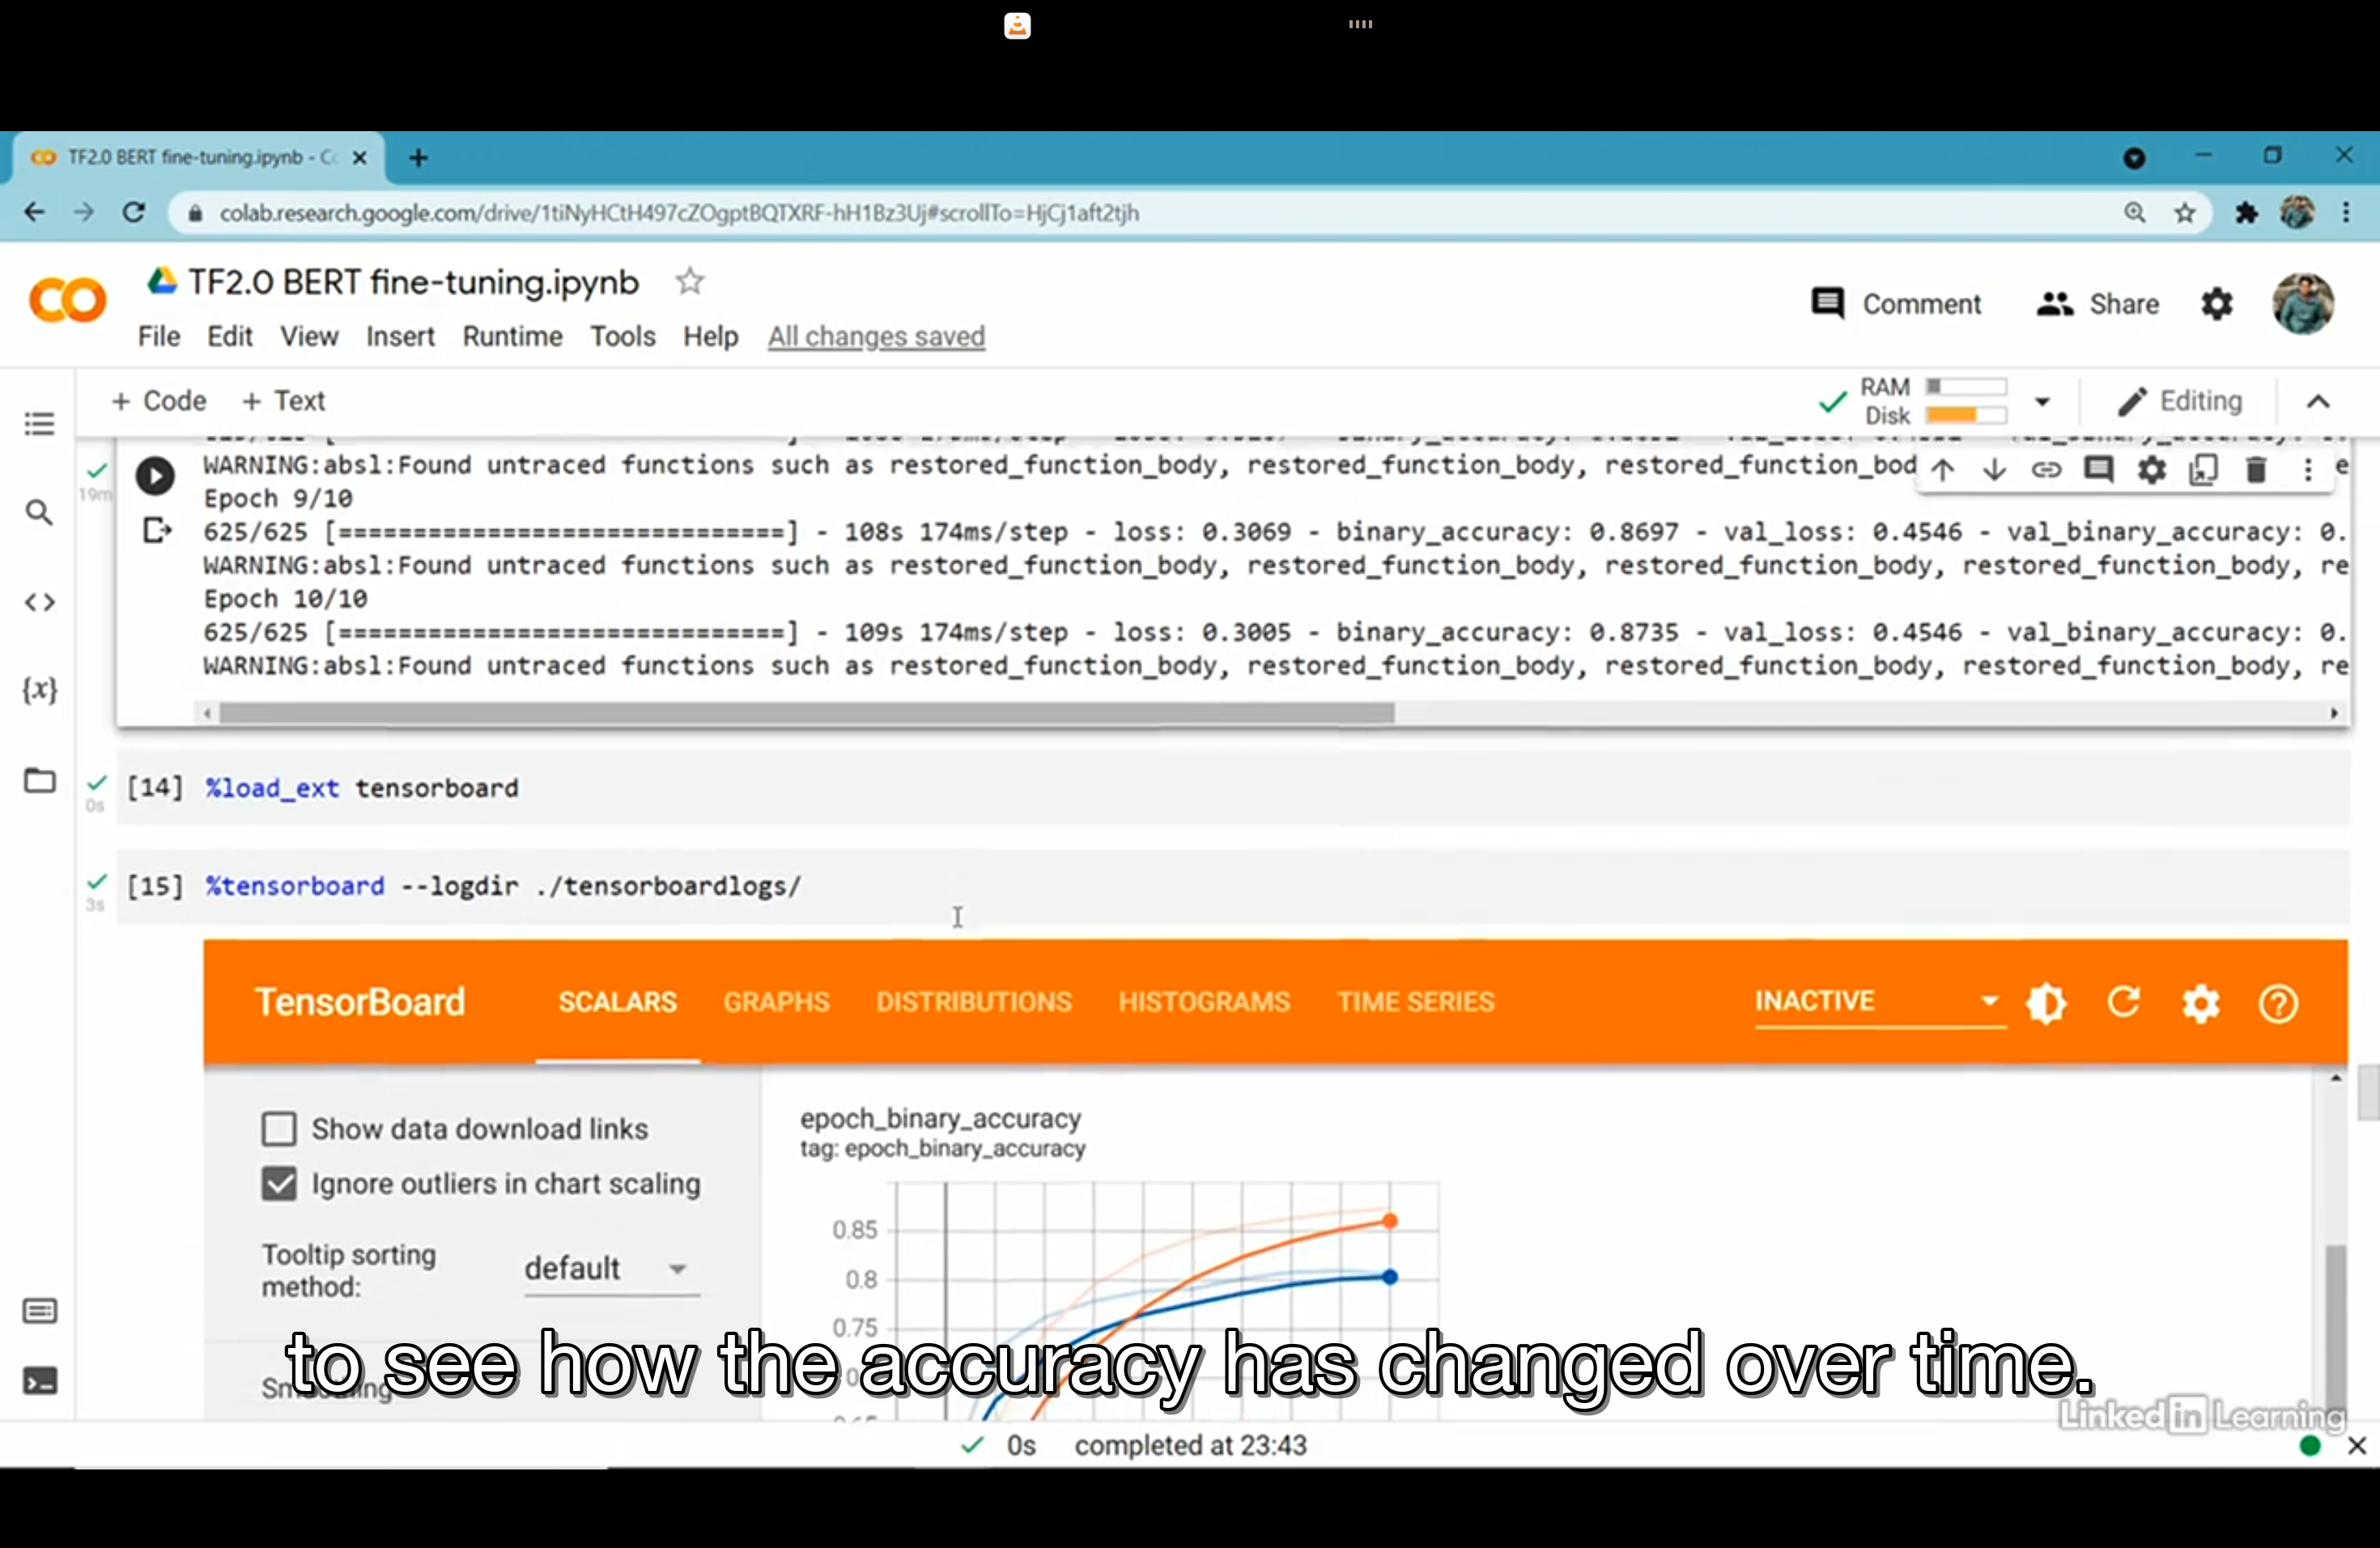 TF2.0 BERT fine-tuning.ipynb - Co
colab.research.google.com/drive/1tiNyHCtH497cZOgptBQTXRF-hH1Bz3Uj#scrollTo=HjCj1aft2tjh
TF2.0 BERT fine-tuning.ipynb
Comment Share
File Edit View Insert Runtime Tools Help All changes saved
+ Code + Text
RAM
Disk
Editing
19m
WARNING:absl:Found untraced functions such as restored_function_body, restored_function_body, restored_function_bod e
Epoch 9/10
625/625 [==============================] - 108s 174ms/step - loss: 0.3069 - binary_accuracy: 0.8697 - val_loss: 0.4546 - val_binary_accuracy: 0.
WARNING:absl:Found untraced functions such as restored_function_body, restored_function_body, restored_function_body, restored_function_body, re
Epoch 10/10
625/625 [==============================] - 109s 174ms/step - loss: 0.3005 - binary_accuracy: 0.8735 - val_loss: 0.4546 - val_binary_accuracy: 0.
WARNING:absl:Found untraced functions such as restored_function_body, restored_function_body, restored_function_body, restored_function_body, re
[14] %load_ext tensorboard
0s
[15] %tensorboard --logdir ./tensorboardlogs/
3s
TensorBoard SCALARS GRAPHS DISTRIBUTIONS HISTOGRAMS TIME SERIES INACTIVE
Show data download links
Ignore outliers in chart scaling
Tooltip sorting
method:
default
epoch_binary_accuracy
tag: epoch_binary_accuracy
0.85
0.8
0.75
to see how the accuracy has changed over time.
Linked in Learning
0s completed at 23:43